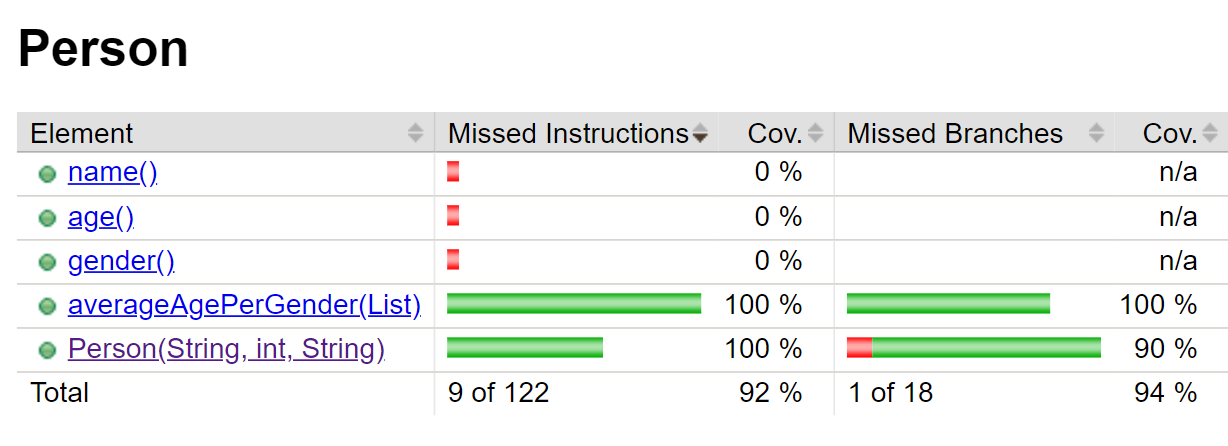 Person
Element Missed Instructions Cov. Missed Branches Cov.
name() 0 % n/a
age() 0 % n/a
gender() 0 % n/a
averageAgePerGender(List) 100 % 100 %
Person(String, int, String) 100 % 90 %
Total 9 of 122 92 % 1 of 18 94 %